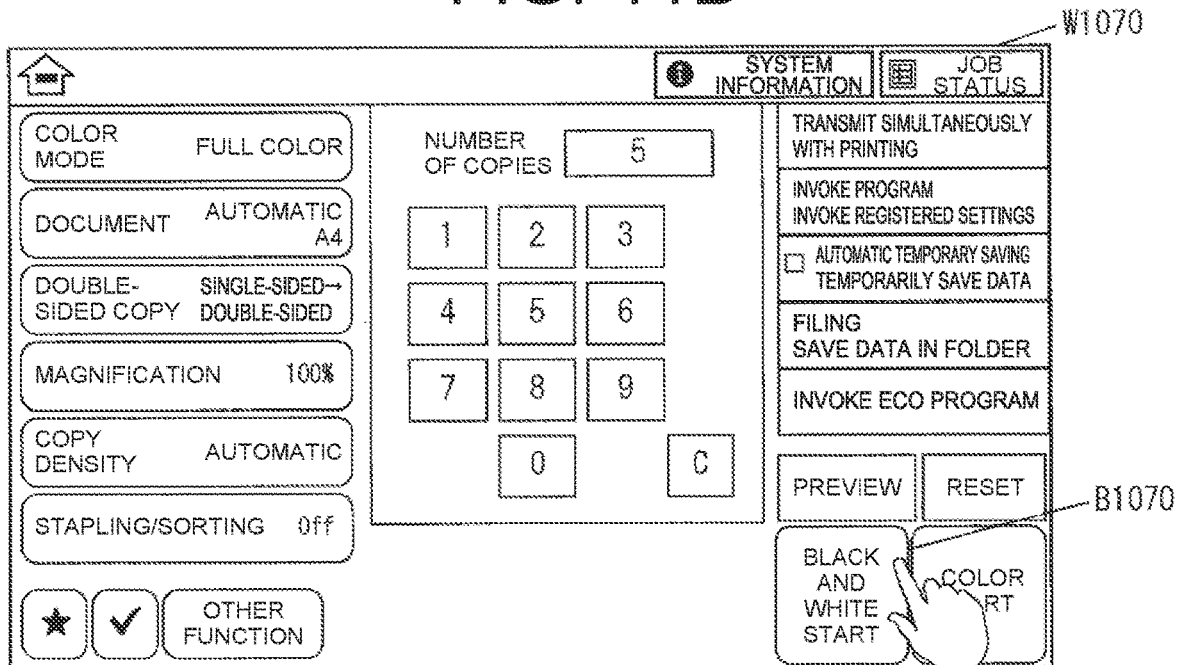 W1070
SYSTEM
INFORMATION
JOB
STATUS
COLOR
MODE
FULL COLOR
DOCUMENT
AUTOMATIC
A4
DOUBLE-
SIDED COPY
SINGLE-SIDED→
DOUBLE-SIDED
MAGNIFICATION
100%
COPY
DENSITY
AUTOMATIC
STAPLING/SORTING
Off
OTHER
FUNCTION
NUMBER
OF COPIES
5
1
2
3
4
5
6
7
8
9
0
C
TRANSMIT SIMULTANEOUSLY
WITH PRINTING
INVOKE PROGRAM
INVOKE REGISTERED SETTINGS
AUTOMATIC TEMPORARY SAVING
TEMPORARILY SAVE DATA
FILING
SAVE DATA IN FOLDER
INVOKE ECO PROGRAM
PREVIEW
RESET
B1070
BLACK
AND
WHITE
START
COLOR
RT